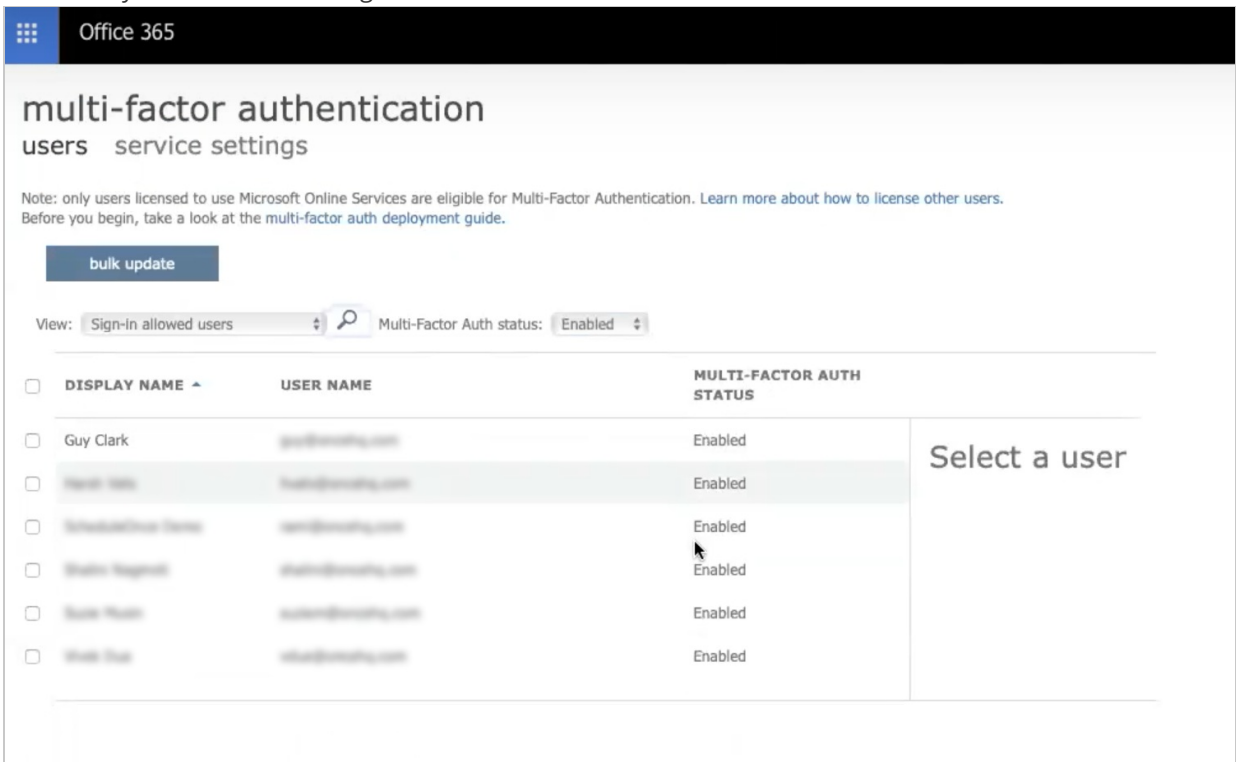 Office 365
multi-factor authentication
users service settings
Note: only users licensed to use Microsoft Online Services are eligible for Multi-Factor Authentication. Learn more about how to license other users.
Before you begin, take a look at the multi-factor auth deployment guide.
bulk update
View: Sign-in allowed users Multi-Factor Auth status: Enabled
DISPLAY NAME USER NAME MULTI-FACTOR AUTH
STATUS
Guy Clark Enabled
Select a user
Enabled
Enabled
Enabled
Enabled
Enabled